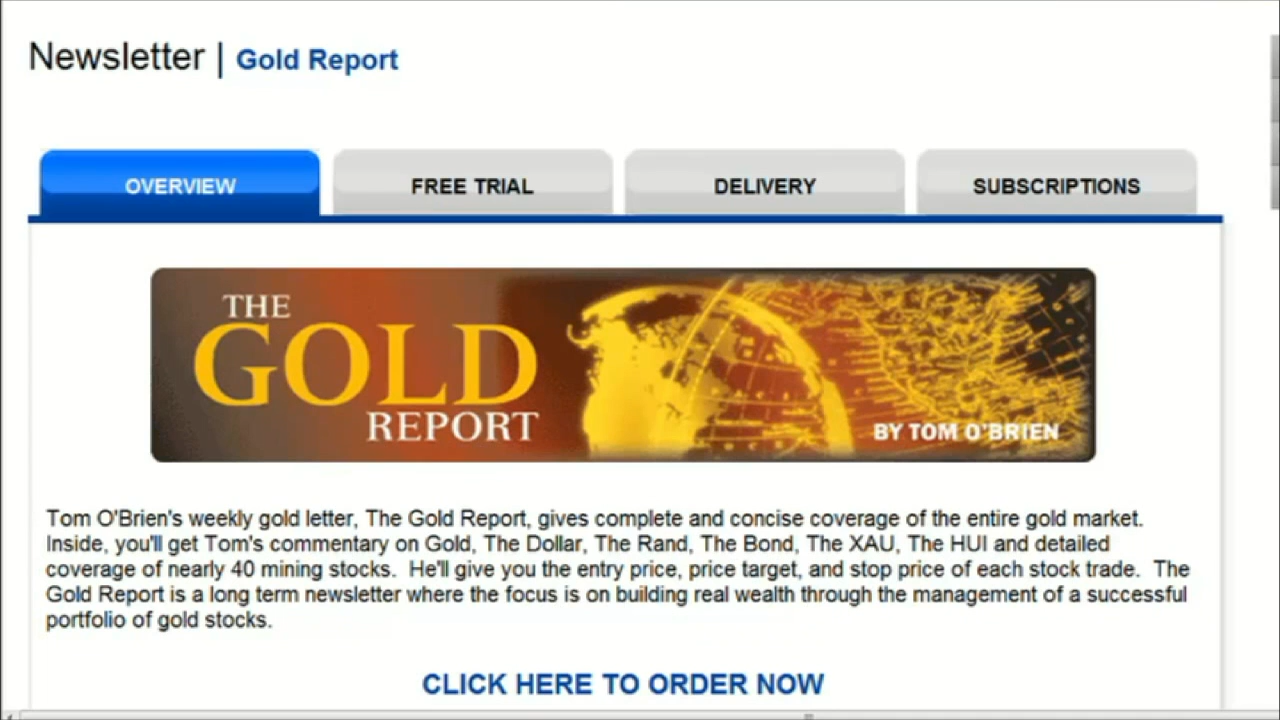 Newsletter | Gold Report
OVERVIEW
FREE TRIAL
DELIVERY
SUBSCRIPTIONS
THE
GOLD
REPORT
BY TOM O'BRIEN
Tom O'Brien's weekly gold letter, The Gold Report, gives complete and concise coverage of the entire gold market.
Inside, you'll get Tom's commentary on Gold, The Dollar, The Rand, The Bond, The XAU, The HUI and detailed
coverage of nearly 40 mining stocks.  He'll give you the entry price, price target, and stop price of each stock trade.  The
Gold Report is a long term newsletter where the focus is on building real wealth through the management of a successful
portfolio of gold stocks.
CLICK HERE TO ORDER NOW